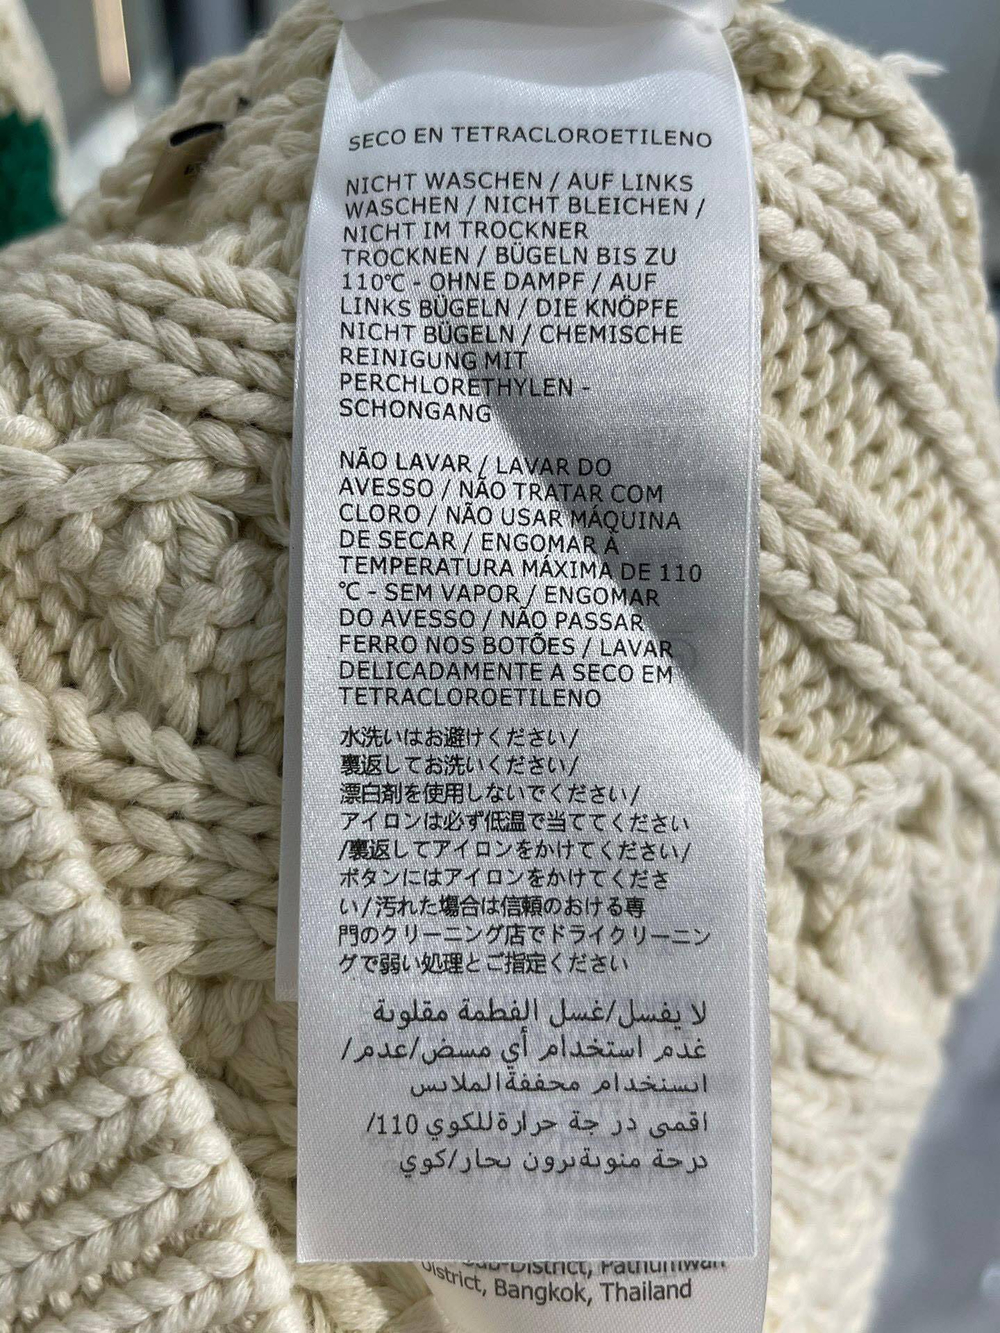 SECO EN TETRACLOROETILENO
NICHT WASCHEN / AUF LINKS
WASCHEN / NICHT BLEICHEN /
NICHT IM TROCKNER
TROCKNEN / BÜGELN BIS ZU
110℃ - OHNE DAMPF / AUF
LINKS BÜGELN / DIE KNÖPFE
NICHT BÜGELN / CHEMISCHE
REINIGUNG MIT
PERCHLORETHYLEN -
SCHONGANG
NÃO LAVAR / LAVAR DO
AVESSO / NÃO TRATAR COM
CLORO / NÃO USAR MÁQUINA
DE SECAR / ENGOMAR À
TEMPERATURA MÁXIMA DE 110
℃ - SEM VAPOR / ENGOMAR
DO AVESSO / NÃO PASSAR
FERRO NOS BOTÕES / LAVAR
DELICADAMENTE A SECO EM
TETRACLOROETILENO
水洗いはお避けください/
裏返してお洗いください/
漂白剤を使用しないでください/
アイロンは必ず低温で当ててください
/裏返してアイロンをかけてください/
ボタンにはアイロンをかけてくださ
い/汚れた場合は信頼のおける専
門のクリーニング店でドライクリーニン
グで弱い処理とご指定ください
لا يغسل/غسل القطعة مقلوبة
عدم استخدام أي مبيض/عدم/
استخدام مجففةالملابس
اقصى در جة حرارةللكوي 110/
درجة مئويةبرون بخار/كوي
Sub-District, Pathumwan
District, Bangkok, Thailand